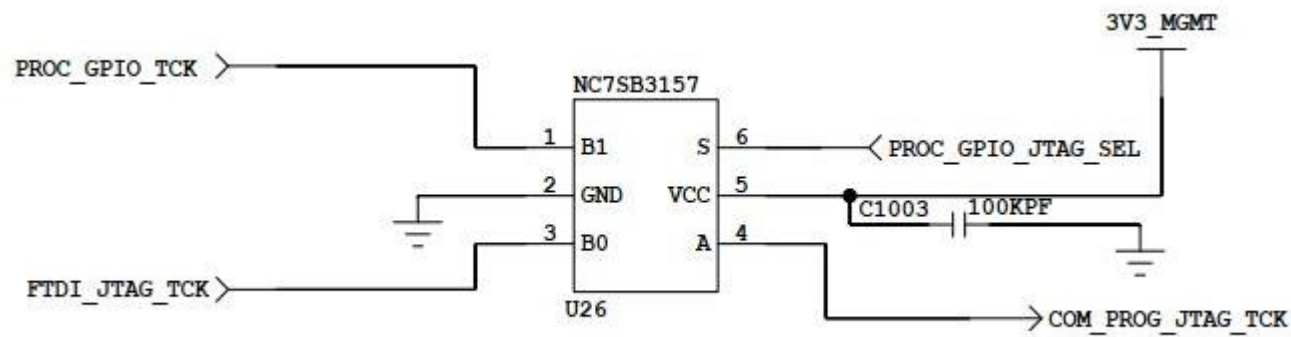 3V3_MGMT
PROC_GPIO_TCK
NC7SB3157
1 B1 S 6 PROC_GPIO_JTAG_SEL
2 GND VCC 5
C1003 100KPF
3 B0 A 4
FTDI_JTAG_TCK
U26
COM_PROG_JTAG_TCK